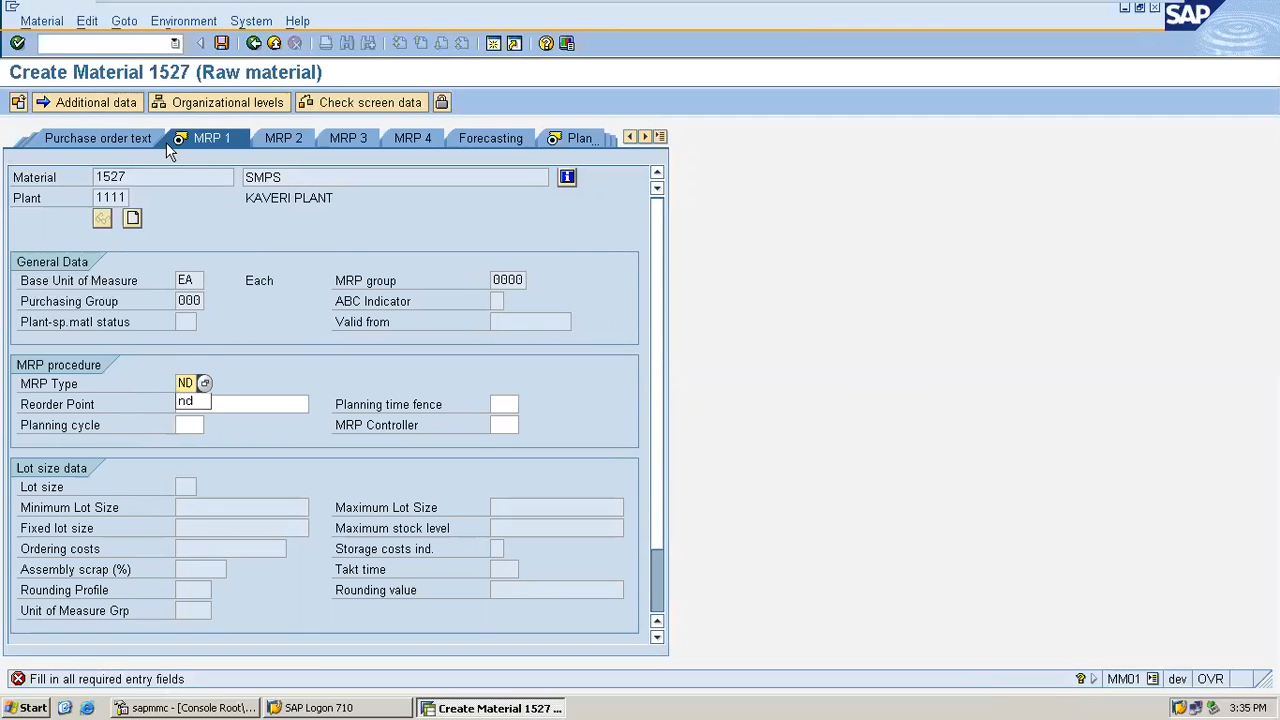 Material Edit Goto Environment System Help
SAP
Create Material 1527 (Raw material)
Additional data Organizational levels Check screen data
Purchase order text MRP 1 MRP 2 MRP 3 MRP 4 Forecasting Plan...
Material 1527 SMPS
Plant 1111 KAVERI PLANT
General Data
Base Unit of Measure EA Each MRP group 0000
Purchasing Group 000 ABC Indicator
Plant-sp.matl status Valid from
MRP procedure
MRP Type ND
nd
Reorder Point Planning time fence
Planning cycle MRP Controller
Lot size data
Lot size
Minimum Lot Size Maximum Lot Size
Fixed lot size Maximum stock level
Ordering costs Storage costs ind.
Assembly scrap (%) Takt time
Rounding Profile Rounding value
Unit of Measure Grp
Fill in all required entry fields MM01 dev OVR
Start sapmmc - [Console Root\... SAP Logon 710 Create Material 1527 ... 3:35 PM